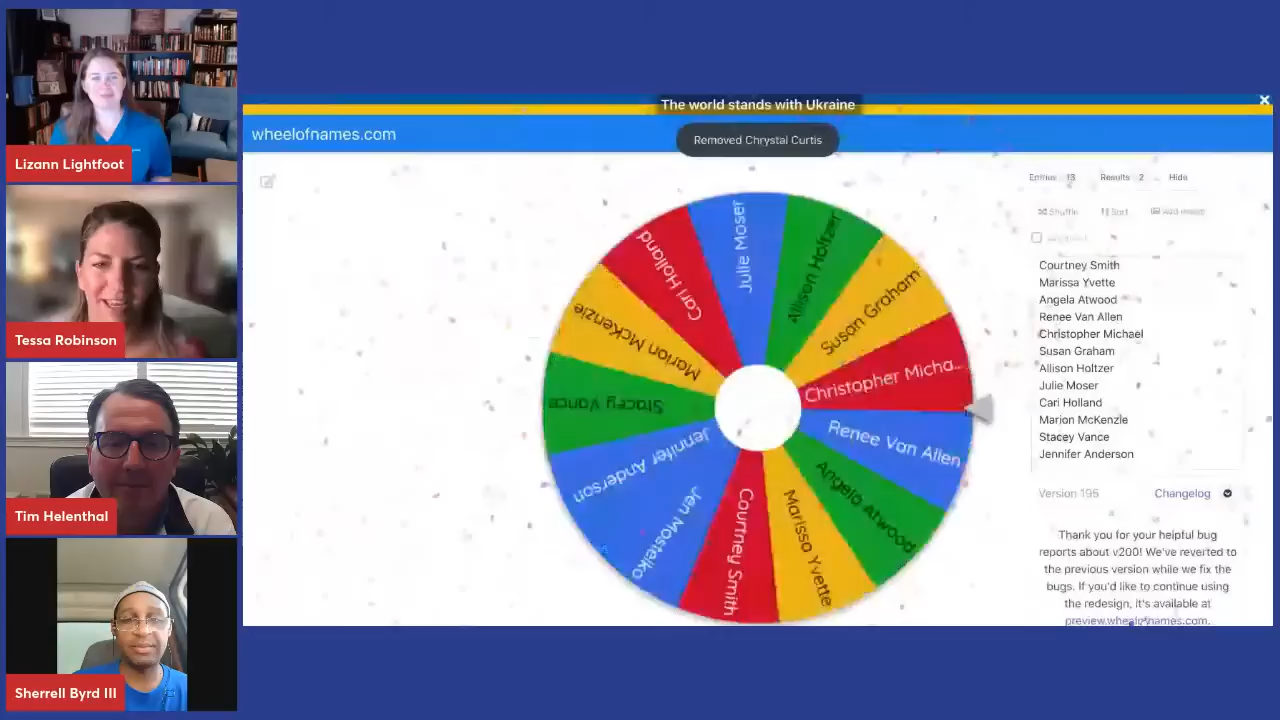 Lizann Lightfoot
Tessa Robinson
Tim Helenthal
Sherrell Byrd III
The world stands with Ukraine
wheelofnames.com
Removed Chrystal Curtis
Entries 13 Results 2 Hide
Shuffle Sort Add image
Julie Moser
Allison Holtzer
Susan Graham
Christopher Micha...
Renee Van Allen
Angela Atwood
Marissa Yvette
Courtney Smith
Jen Mosteiko
Jennifer Anderson
Stacey Vance
Marion McKenzie
Cari Holland
Courtney Smith
Marissa Yvette
Angela Atwood
Renee Van Allen
Christopher Michael
Susan Graham
Allison Holtzer
Julie Moser
Cari Holland
Marion McKenzie
Stacey Vance
Jennifer Anderson
Version 195 Changelog
Thank you for your helpful bug
reports about v200! We've reverted to
the previous version while we fix the
bugs. If you'd like to continue using
the redesign, it's available at
preview.wheelofnames.com.